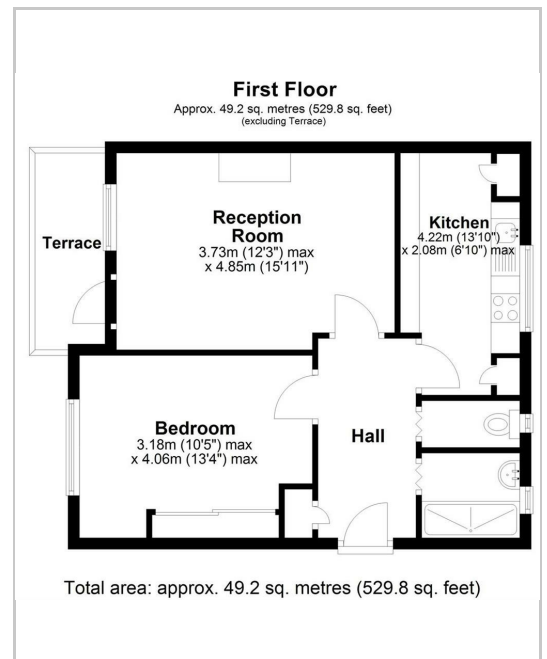 First Floor
Approx. 49.2 sq. metres (529.8 sq. feet)
(excluding Terrace)
Terrace
Reception
Room
3.73m (12'3") max
x 4.85m (15'11")
Kitchen
4.22m (13'10")
x 2.08m (6'10") max
Bedroom
3.18m (10'5") max
x 4.06m (13'4") max
Hall
Total area: approx. 49.2 sq. metres (529.8 sq. feet)